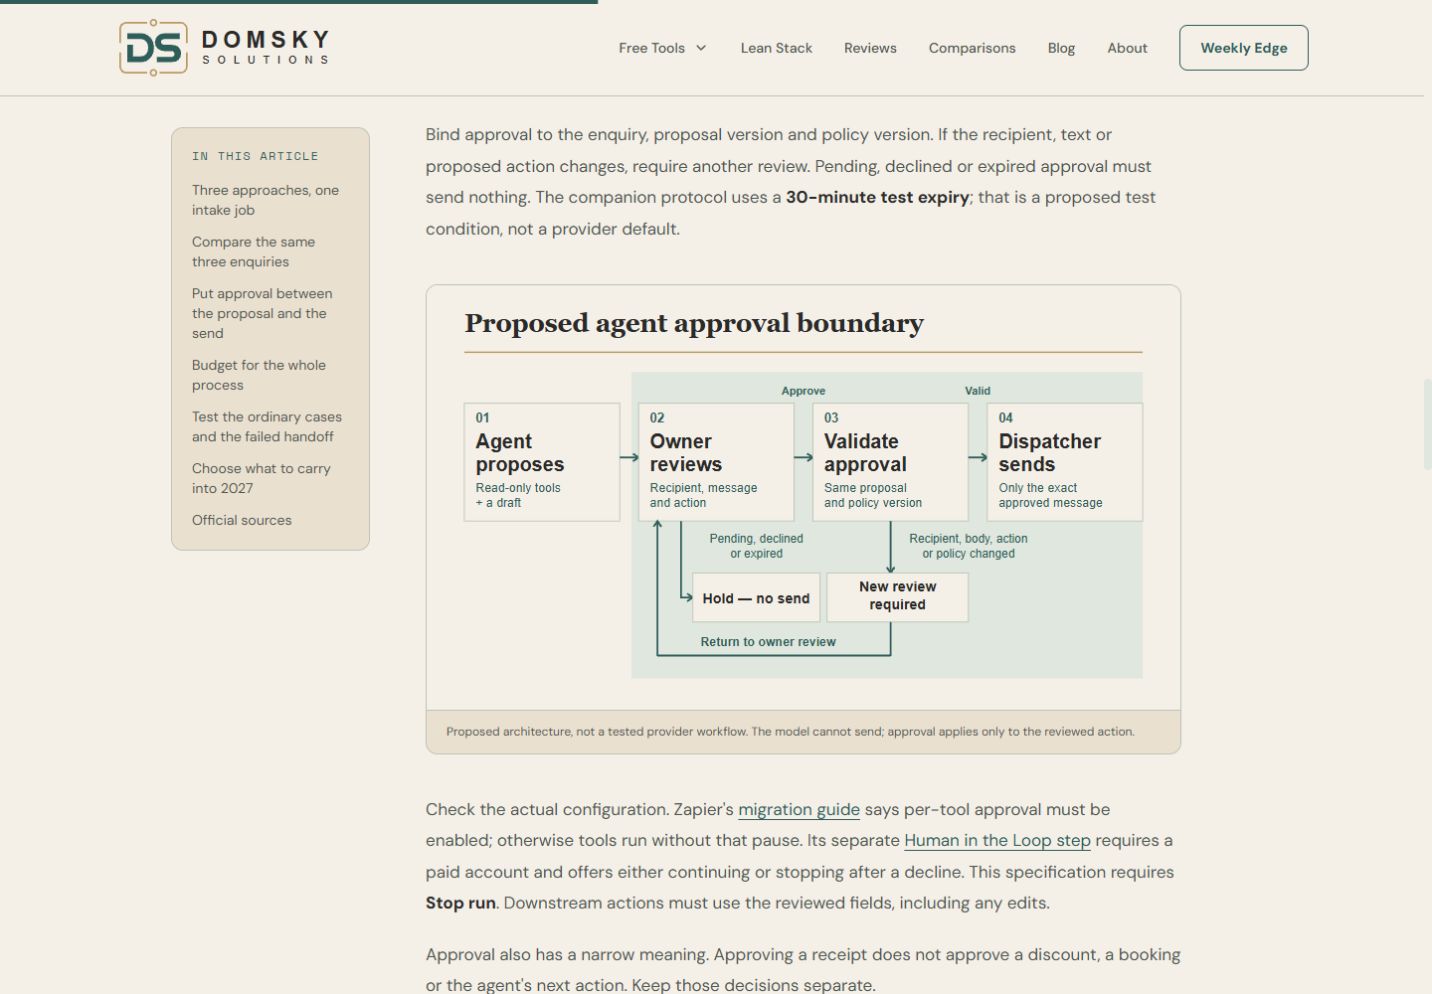 DS
DOMSKY
SOLUTIONS
Free Tools
Lean Stack
Reviews
Comparisons
Blog
About
Weekly Edge
IN THIS ARTICLE
Three approaches, one
intake job
Compare the same
three enquiries
Put approval between
the proposal and the
send
Budget for the whole
process
Test the ordinary cases
and the failed handoff
Choose what to carry
into 2027
Official sources
Bind approval to the enquiry, proposal version and policy version. If the recipient, text or
proposed action changes, require another review. Pending, declined or expired approval must
send nothing. The companion protocol uses a 30-minute test expiry; that is a proposed test
condition, not a provider default.
Proposed agent approval boundary
Approve
Valid
01
Agent
proposes
Read-only tools
+ a draft
02
Owner
reviews
Recipient, message
and action
03
Validate
approval
Same proposal
and policy version
04
Dispatcher
sends
Only the exact
approved message
Pending, declined
or expired
Recipient, body, action
or policy changed
Hold — no send
New review
required
Return to owner review
Proposed architecture, not a tested provider workflow. The model cannot send; approval applies only to the reviewed action.
Check the actual configuration. Zapier's migration guide says per-tool approval must be
enabled; otherwise tools run without that pause. Its separate Human in the Loop step requires a
paid account and offers either continuing or stopping after a decline. This specification requires
Stop run. Downstream actions must use the reviewed fields, including any edits.
Approval also has a narrow meaning. Approving a receipt does not approve a discount, a booking
or the agent's next action. Keep those decisions separate.